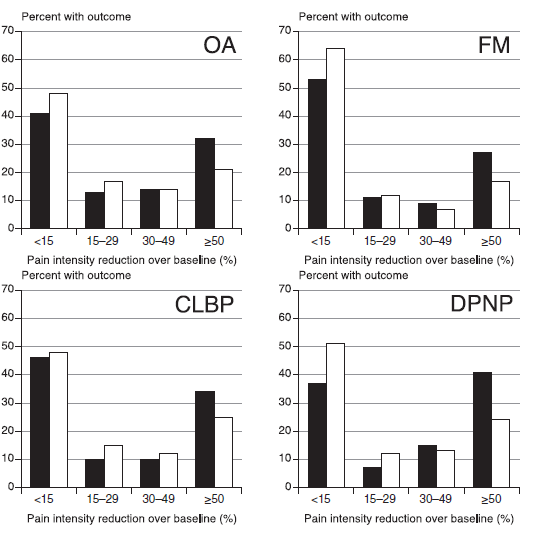 Percent with outcome
OA
70
60
50
40
30
20
10
0
<15 15–29 30–49 ≥50
Pain intensity reduction over baseline (%)
Percent with outcome
FM
70
60
50
40
30
20
10
0
<15 15–29 30–49 ≥50
Pain intensity reduction over baseline (%)
Percent with outcome
CLBP
70
60
50
40
30
20
10
0
<15 15–29 30–49 ≥50
Pain intensity reduction over baseline (%)
Percent with outcome
DPNP
70
60
50
40
30
20
10
0
<15 15–29 30–49 ≥50
Pain intensity reduction over baseline (%)